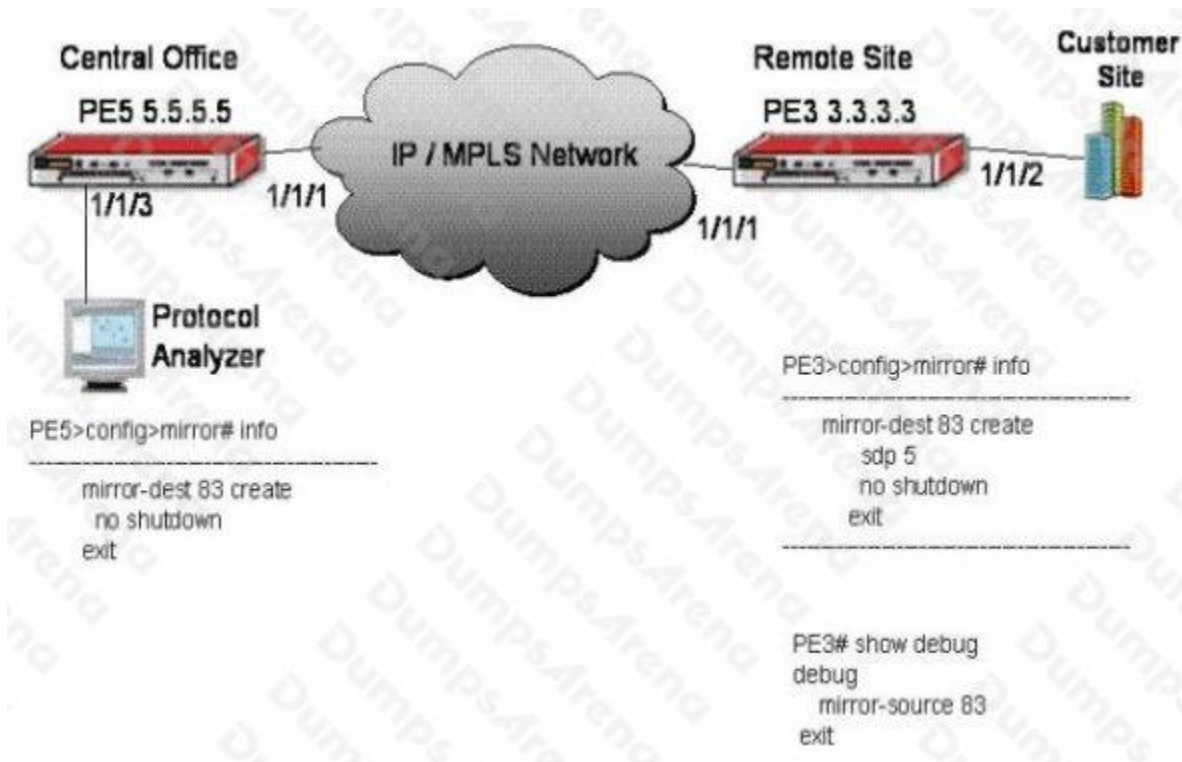 Central Office
PE5 5.5.5.5
1/1/3
1/1/1
IP / MPLS Network
Remote Site
PE3 3.3.3.3
1/1/1
1/1/2
Customer
Site
Protocol
Analyzer
PE5>config>mirror# info
----------------------------------------
mirror-dest 83 create
no shutdown
exit
PE3>config>mirror# info
----------------------------------------
mirror-dest 83 create
sdp 5
no shutdown
exit
----------------------------------------
PE3# show debug
debug
mirror-source 83
exit
DumpsArena